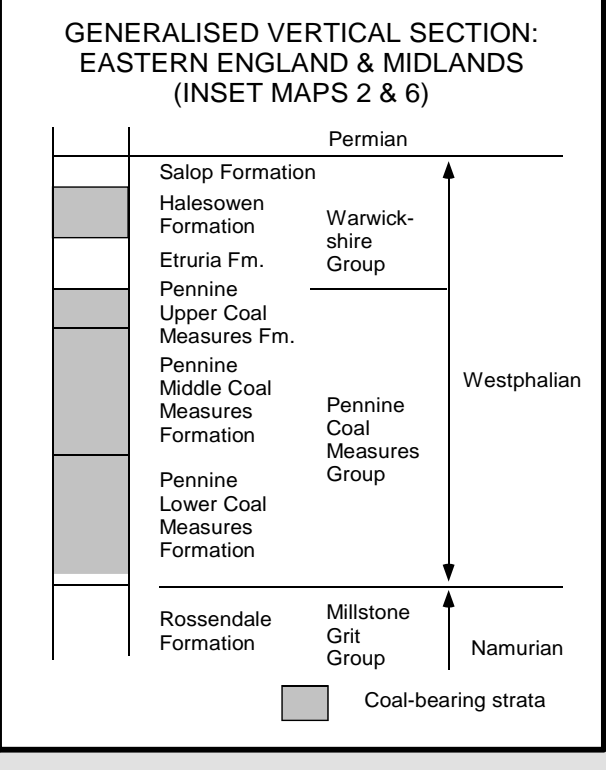 GENERALISED VERTICAL SECTION:
EASTERN ENGLAND & MIDLANDS
(INSET MAPS 2 & 6)
Permian
Salop Formation
Halesowen
Formation
Etruria Fm.
Warwick-
shire
Group
Pennine
Upper Coal
Measures Fm.
Pennine
Middle Coal
Measures
Formation
Pennine
Lower Coal
Measures
Formation
Pennine
Coal
Measures
Group
Westphalian
Rossendale
Formation
Millstone
Grit
Group
Namurian
Coal-bearing strata